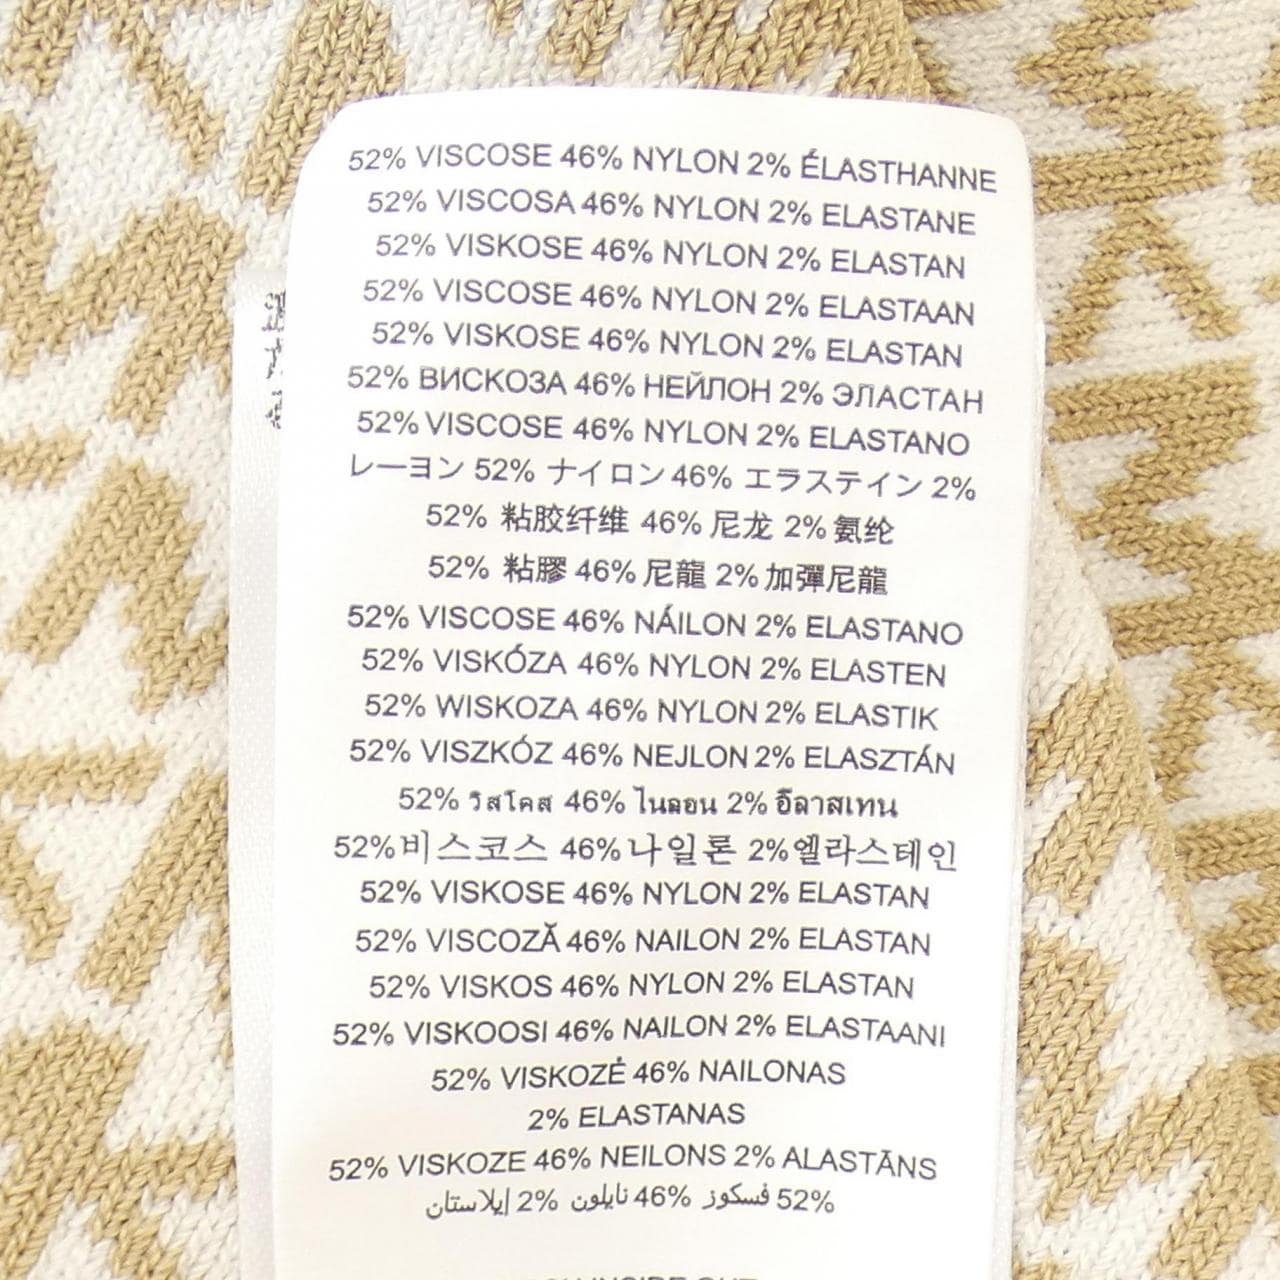 52% VISCOSE 46% NYLON 2% ÉLASTHANNE
52% VISCOSA 46% NYLON 2% ELASTANE
52% VISKOSE 46% NYLON 2% ELASTAN
52% VISCOSE 46% NYLON 2% ELASTAAN
52% VISKOSE 46% NYLON 2% ELASTAN
52% ВИСКОЗА 46% НЕЙЛОН 2% ЭЛАСТАН
52% VISCOSE 46% NYLON 2% ELASTANO
レーヨン 52% ナイロン 46% エラステイン 2%
52% 粘胶纤维 46% 尼龙 2% 氨纶
52% 粘膠 46% 尼龍 2% 加彈尼龍
52% VISCOSE 46% NÁILON 2% ELASTANO
52% VISKÓZA 46% NYLON 2% ELASTEN
52% WISKOZA 46% NYLON 2% ELASTIK
52% VISZKÓZ 46% NEJLON 2% ELASZTÁN
52% วิสโคส 46% ไนลอน 2% อีลาสเทน
52% 비스코스 46% 나일론 2% 엘라스테인
52% VISKOSE 46% NYLON 2% ELASTAN
52% VISCOZĂ 46% NAILON 2% ELASTAN
52% VISKOS 46% NYLON 2% ELASTAN
52% VISKOOSI 46% NAILON 2% ELASTAANI
52% VISKOZĖ 46% NAILONAS
2% ELASTANAS
52% VISKOZE 46% NEILONS 2% ALASTĀNS
52% فسكوز 46% نايلون 2% إيلاستان
INSIDE OUT